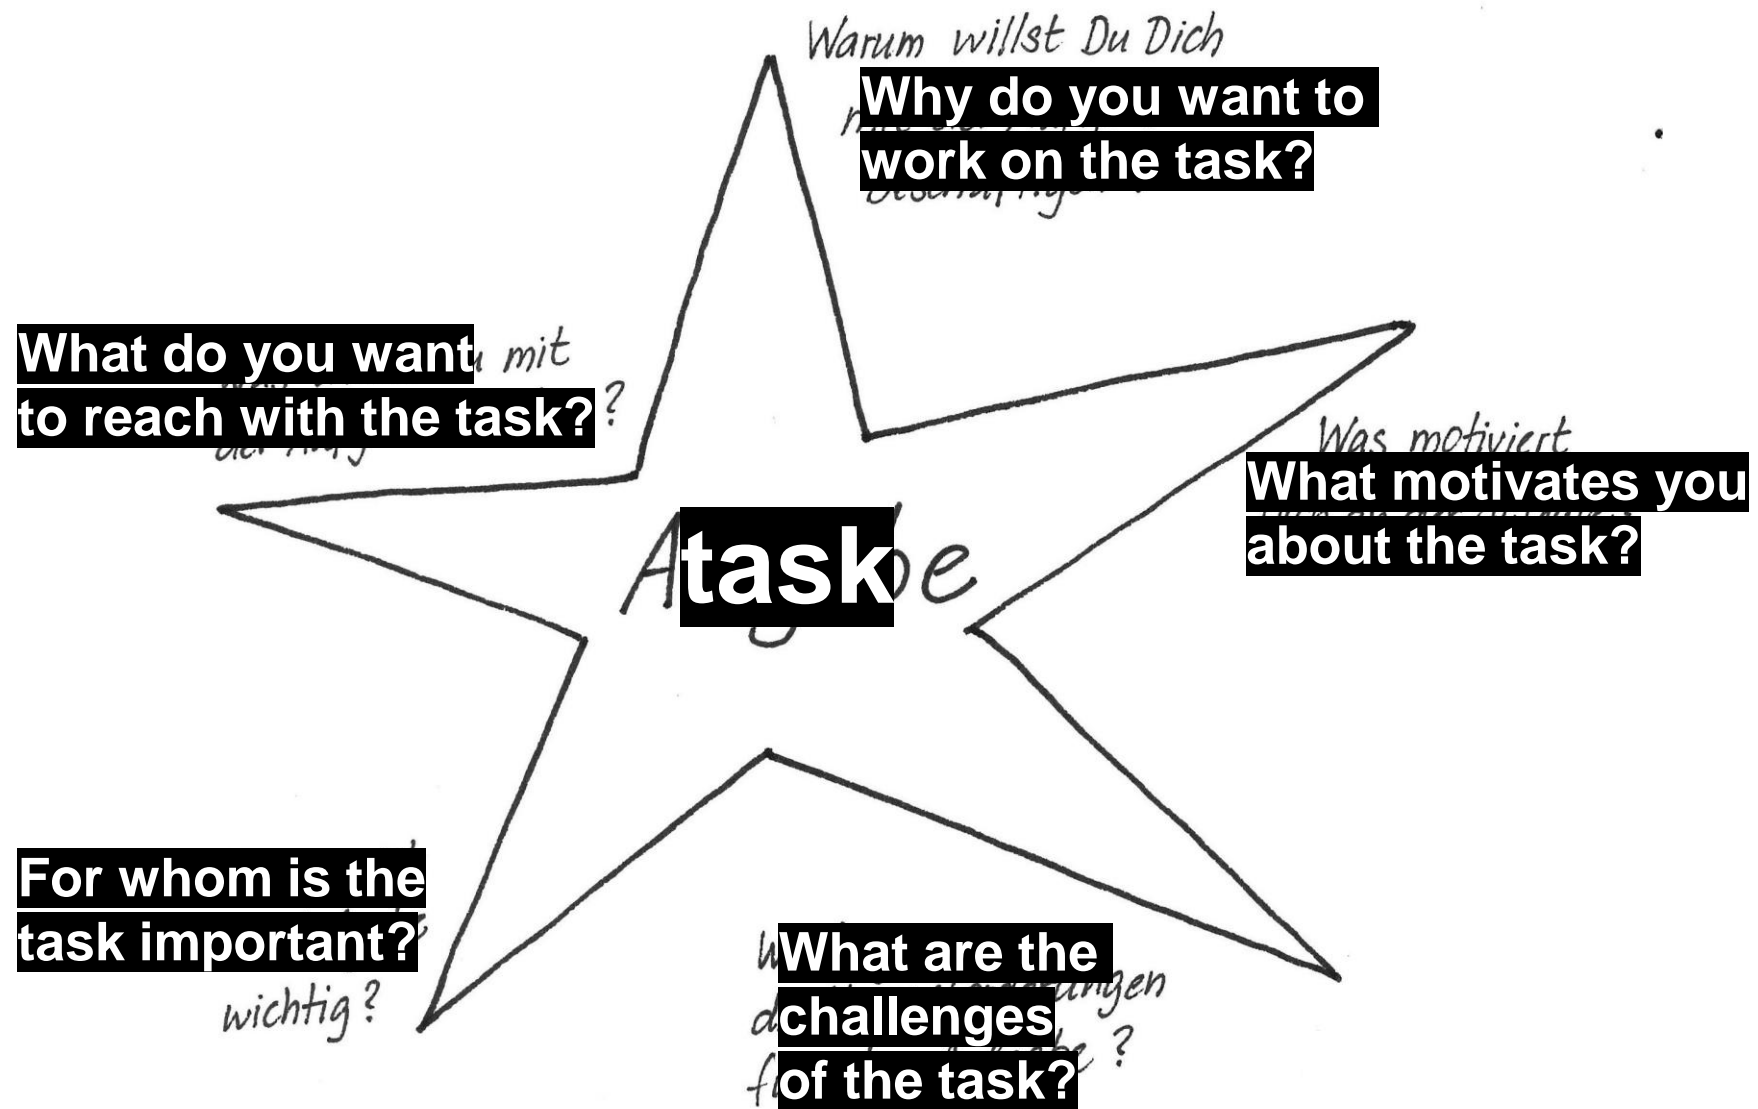 Warum willst Du Dich
Why do you want to
work on the task?
What do you want
mit
to reach with the task?
?
Was motiviert
What motivates you
about the task?
task
For whom is the
task important?
wichtig?
What are the
challenges
of the task?
?